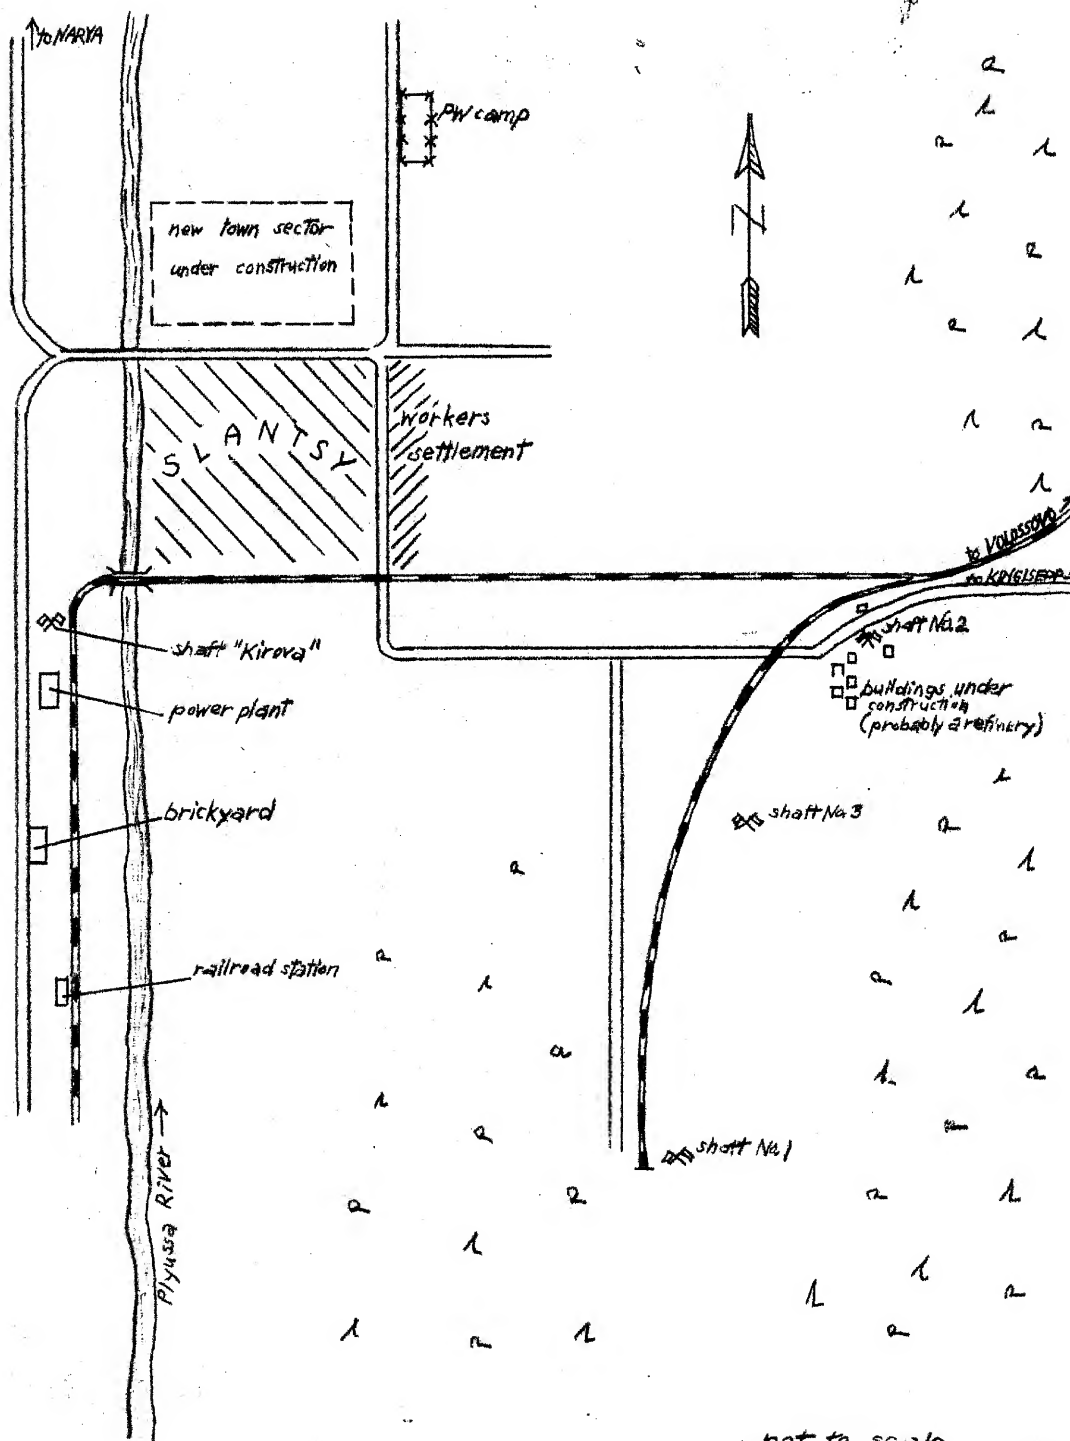 to NARVA
PW camp
N
new town sector
under construction
SLANTSY
workers
settlement
to VOLOSSOVO
to KINGISEPP
shaft "Kirova"
shaft No.2
power plant
buildings under
construction
(probably a refinery)
brickyard
shaft No.3
railroad station
Plyussa River
shaft No.1
not to scale